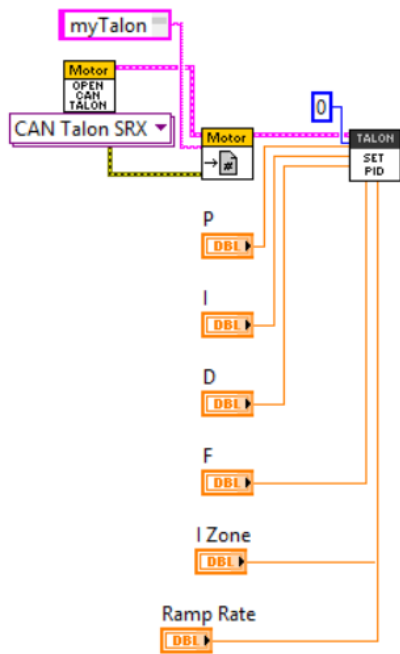 myTalon
Motor
OPEN
CAN
TALON
CAN Talon SRX
Motor
#
0
TALON
SET
PID
P
DBL
I
DBL
D
DBL
F
DBL
I Zone
DBL
Ramp Rate
DBL